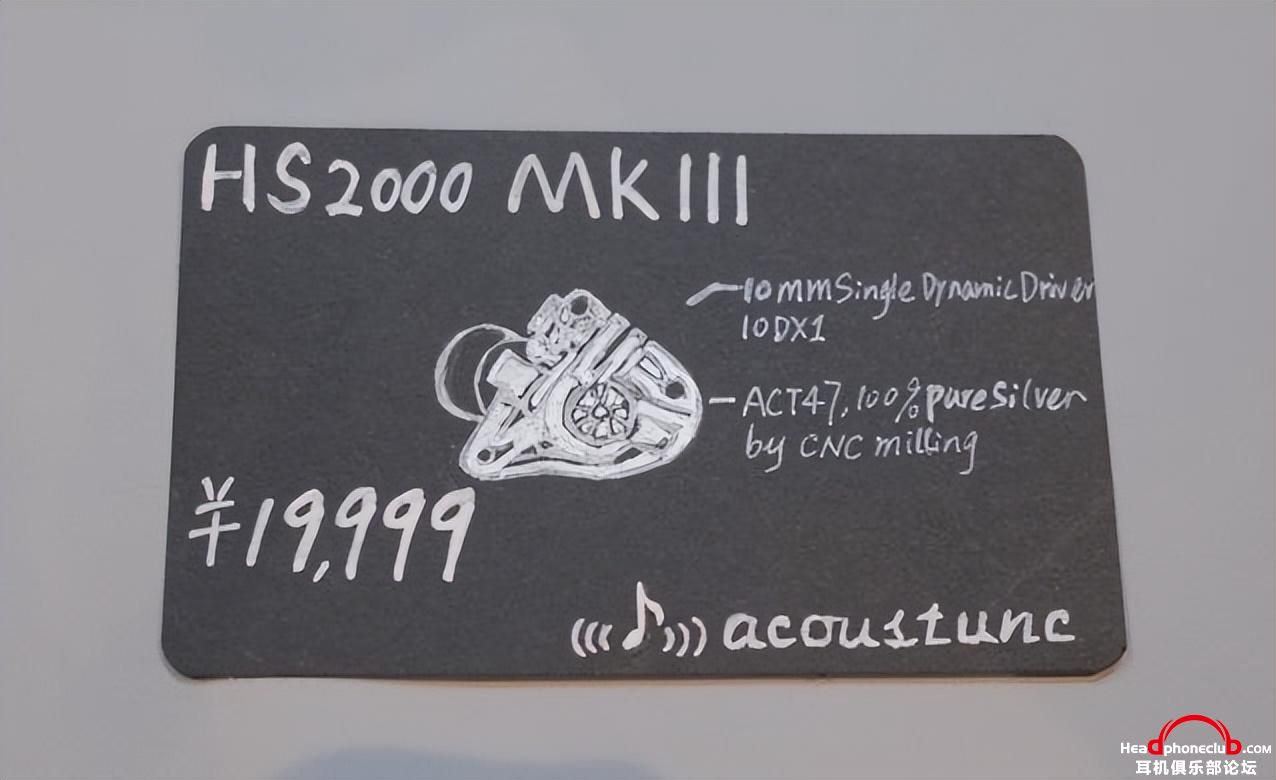 HS2000 MKIII
10mm Single Dynamic Driver
10DX1
ACT47, 100% pure silver
by CNC milling
¥19,999
acoustune
Headphoneclub.com
耳机俱乐部论坛